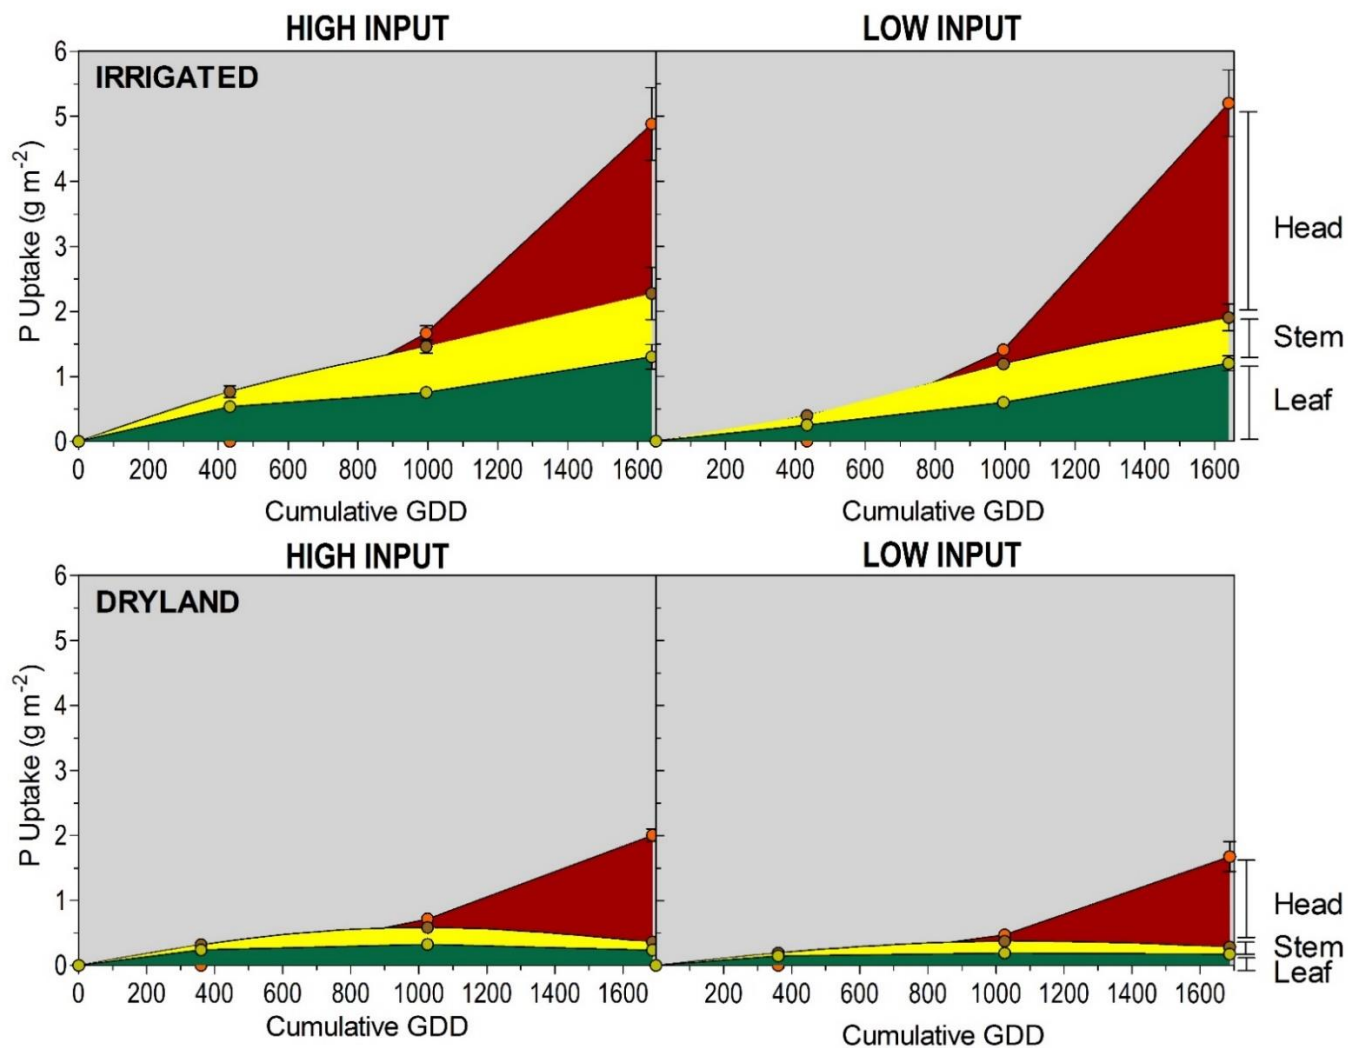 HIGH INPUT LOW INPUT
IRRIGATED
P Uptake (g m⁻²)
6
5
4
3
2
1
0
Head
Stem
Leaf
0 200 400 600 800 1000 1200 1400 1600 200 400 600 800 1000 1200 1400 1600
Cumulative GDD Cumulative GDD
HIGH INPUT LOW INPUT
DRYLAND
P Uptake (g m⁻²)
6
5
4
3
2
1
0
Head
Stem
Leaf
0 200 400 600 800 1000 1200 1400 1600 200 400 600 800 1000 1200 1400 1600
Cumulative GDD Cumulative GDD